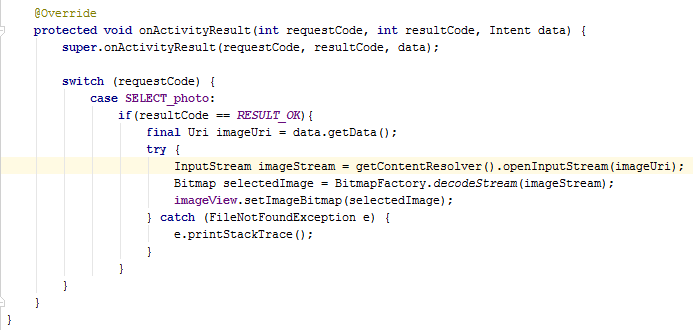 @Override
protected void onActivityResult(int requestCode, int resultCode, Intent data) {
    super.onActivityResult(requestCode, resultCode, data);

    switch (requestCode) {
        case SELECT_photo:
            if(resultCode == RESULT_OK){
                final Uri imageUri = data.getData();
                try {
                    InputStream imageStream = getContentResolver().openInputStream(imageUri);
                    Bitmap selectedImage = BitmapFactory.decodeStream(imageStream);
                    imageView.setImageBitmap(selectedImage);
                } catch (FileNotFoundException e) {
                    e.printStackTrace();
                }
            }
    }
}
}